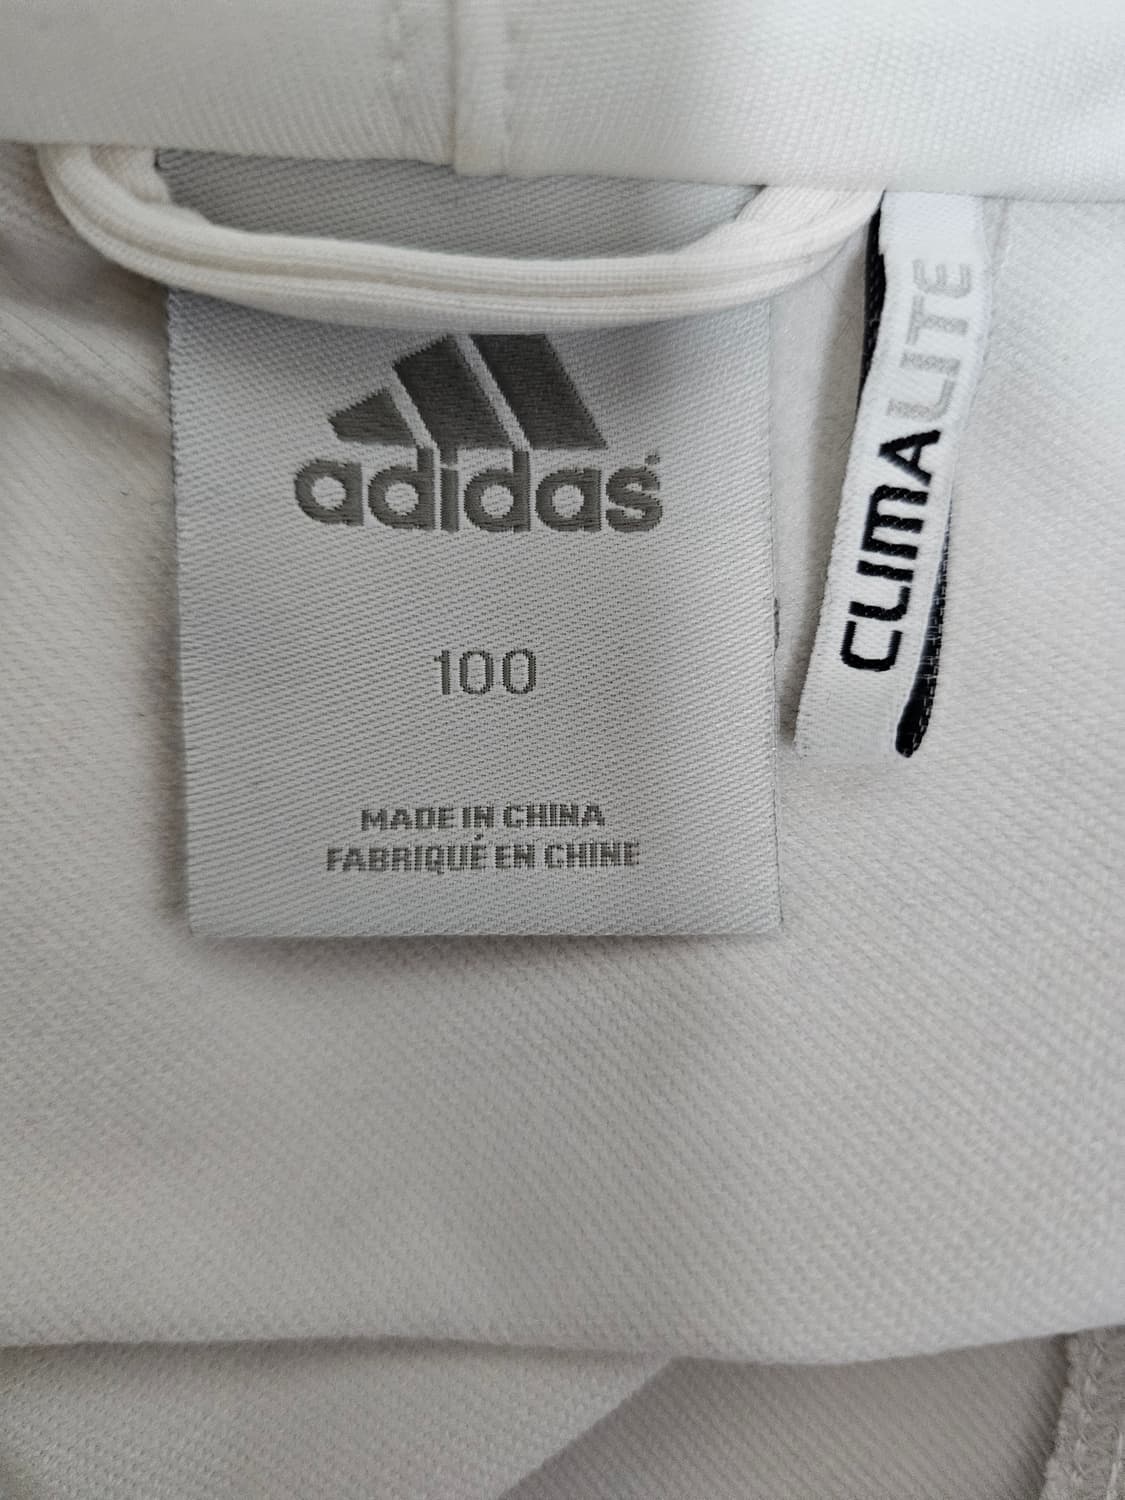 adidas
100
MADE IN CHINA
FABRIQUÉ EN CHINE
CLIMALITE